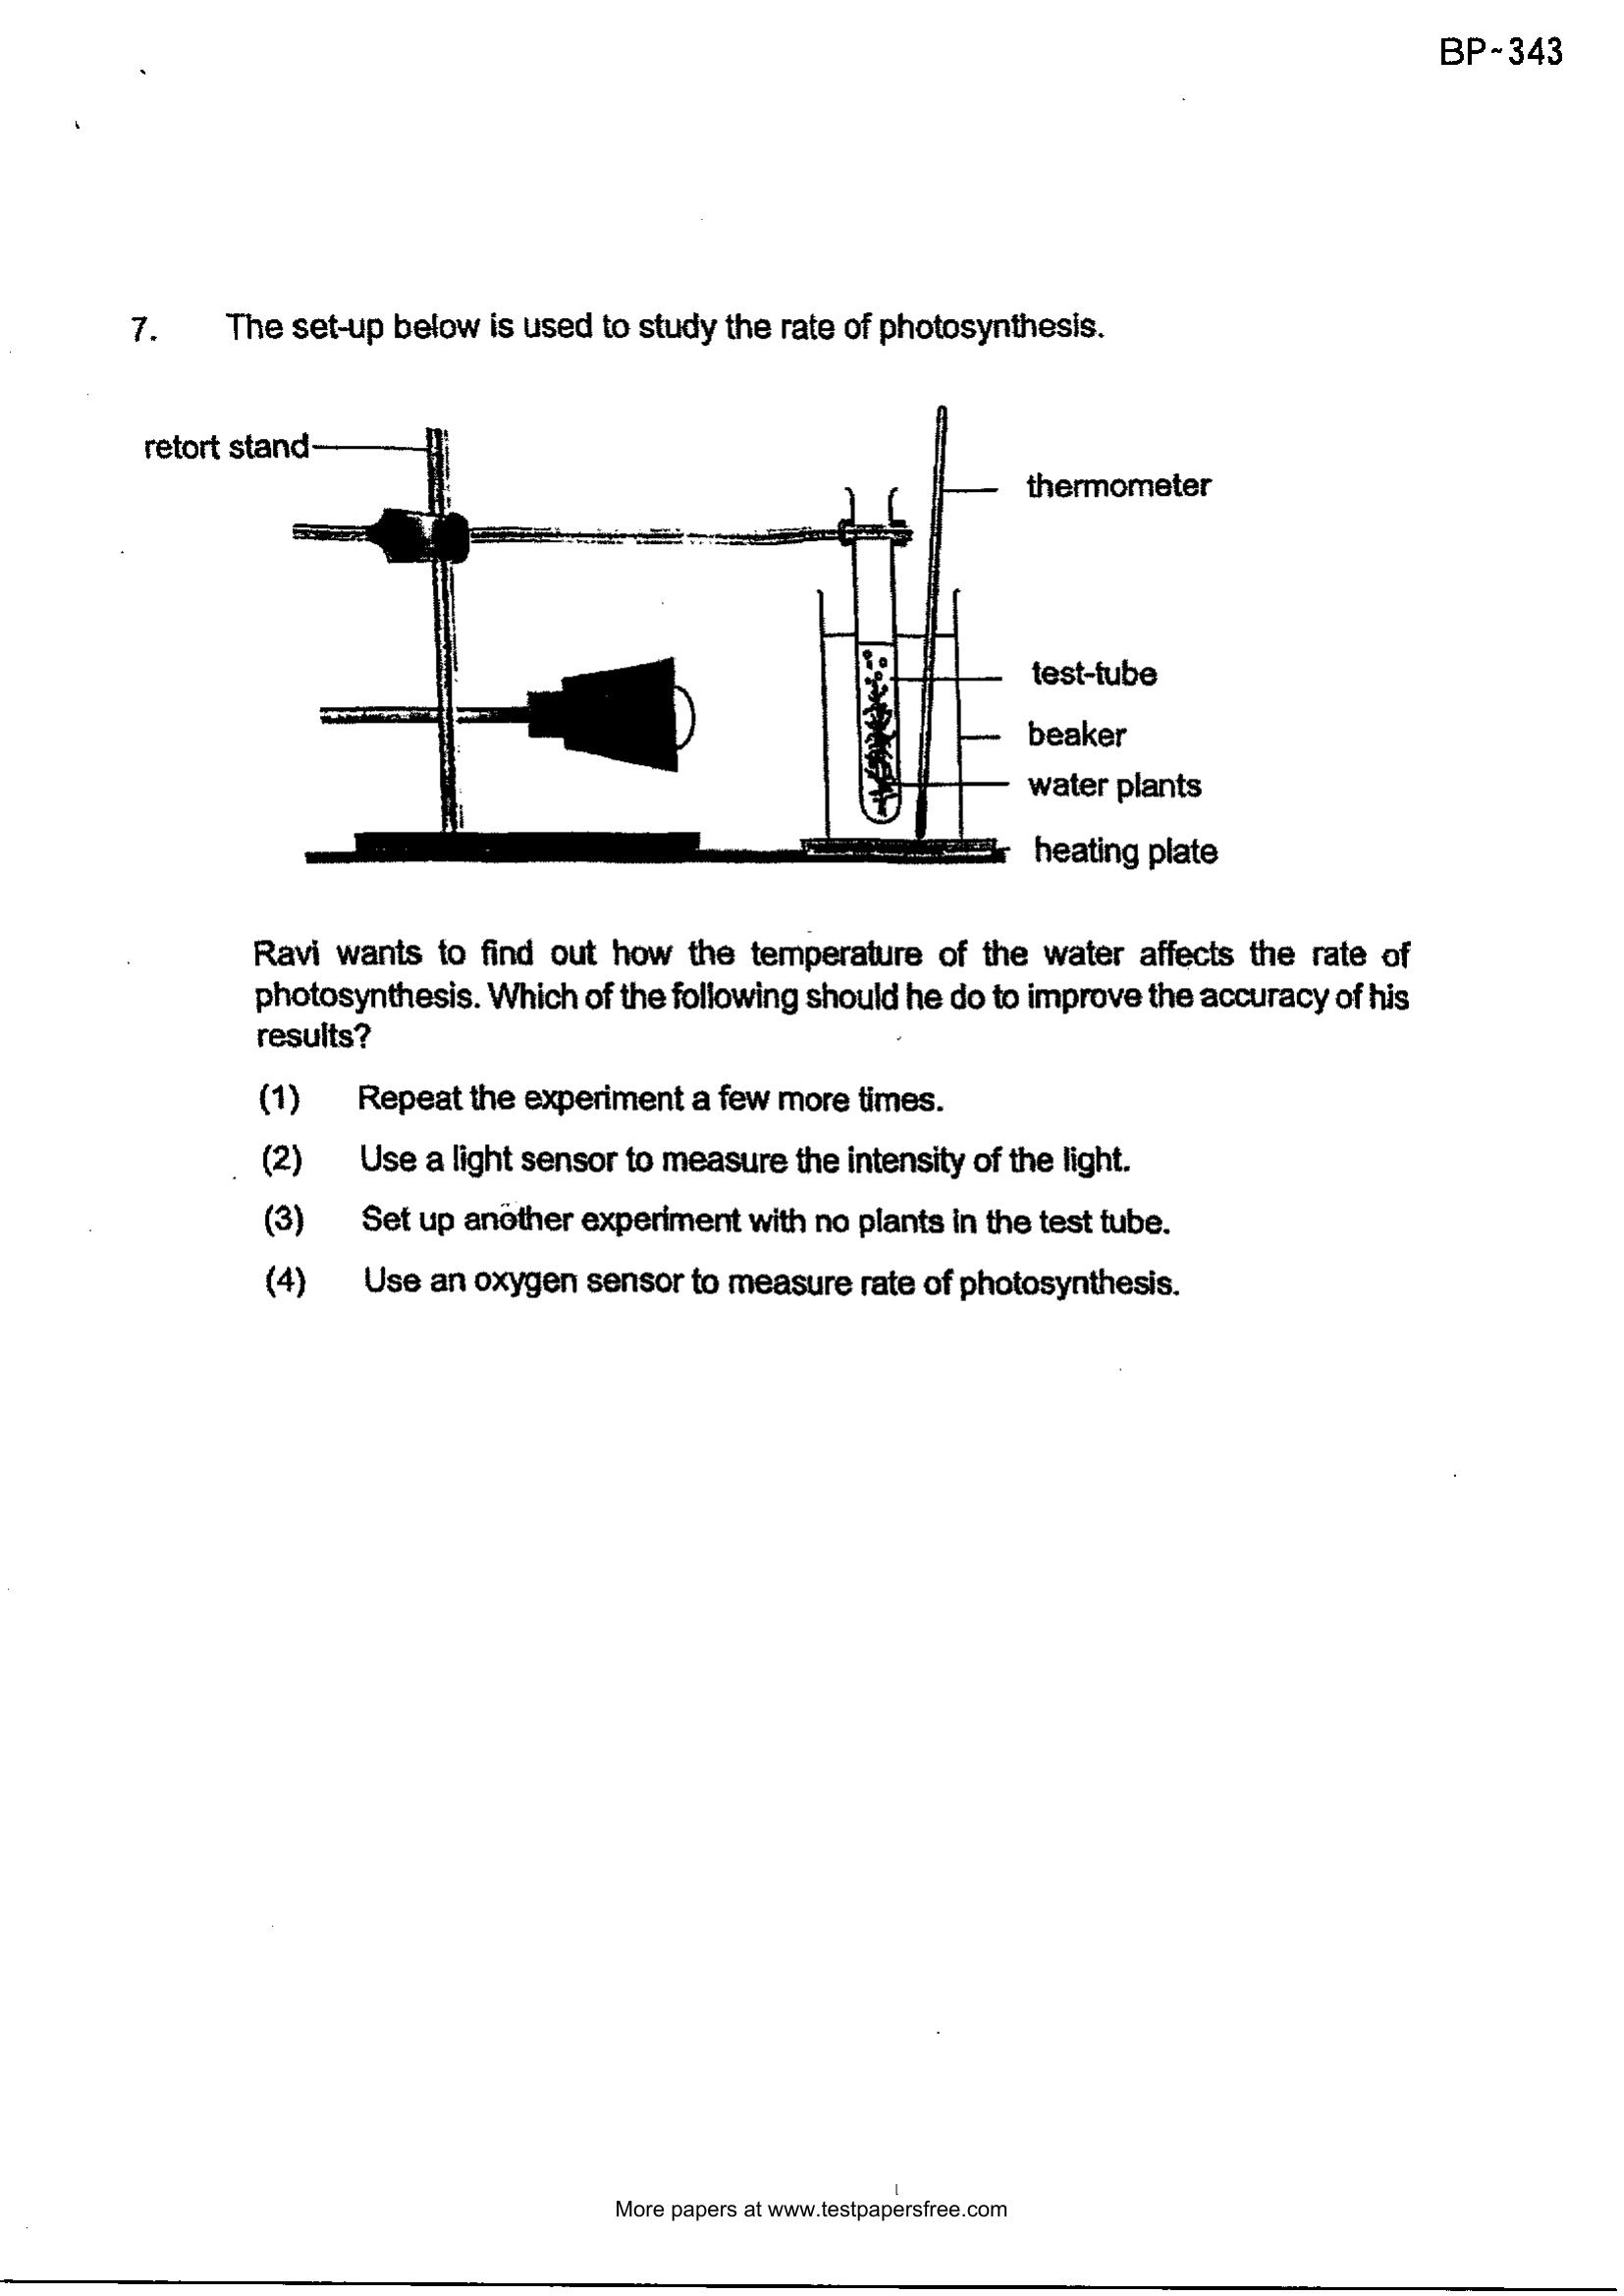 BP-343
7. The set-up below is used to study the rate of photosynthesis.
retort stand
thermometer
test-tube
beaker
water plants
heating plate
Ravi wants to find out how the temperature of the water affects the rate of
photosynthesis. Which of the following should he do to improve the accuracy of his
results?
(1) Repeat the experiment a few more times.
(2) Use a light sensor to measure the intensity of the light.
(3) Set up another experiment with no plants in the test tube.
(4) Use an oxygen sensor to measure rate of photosynthesis.
More papers at www.testpapersfree.com